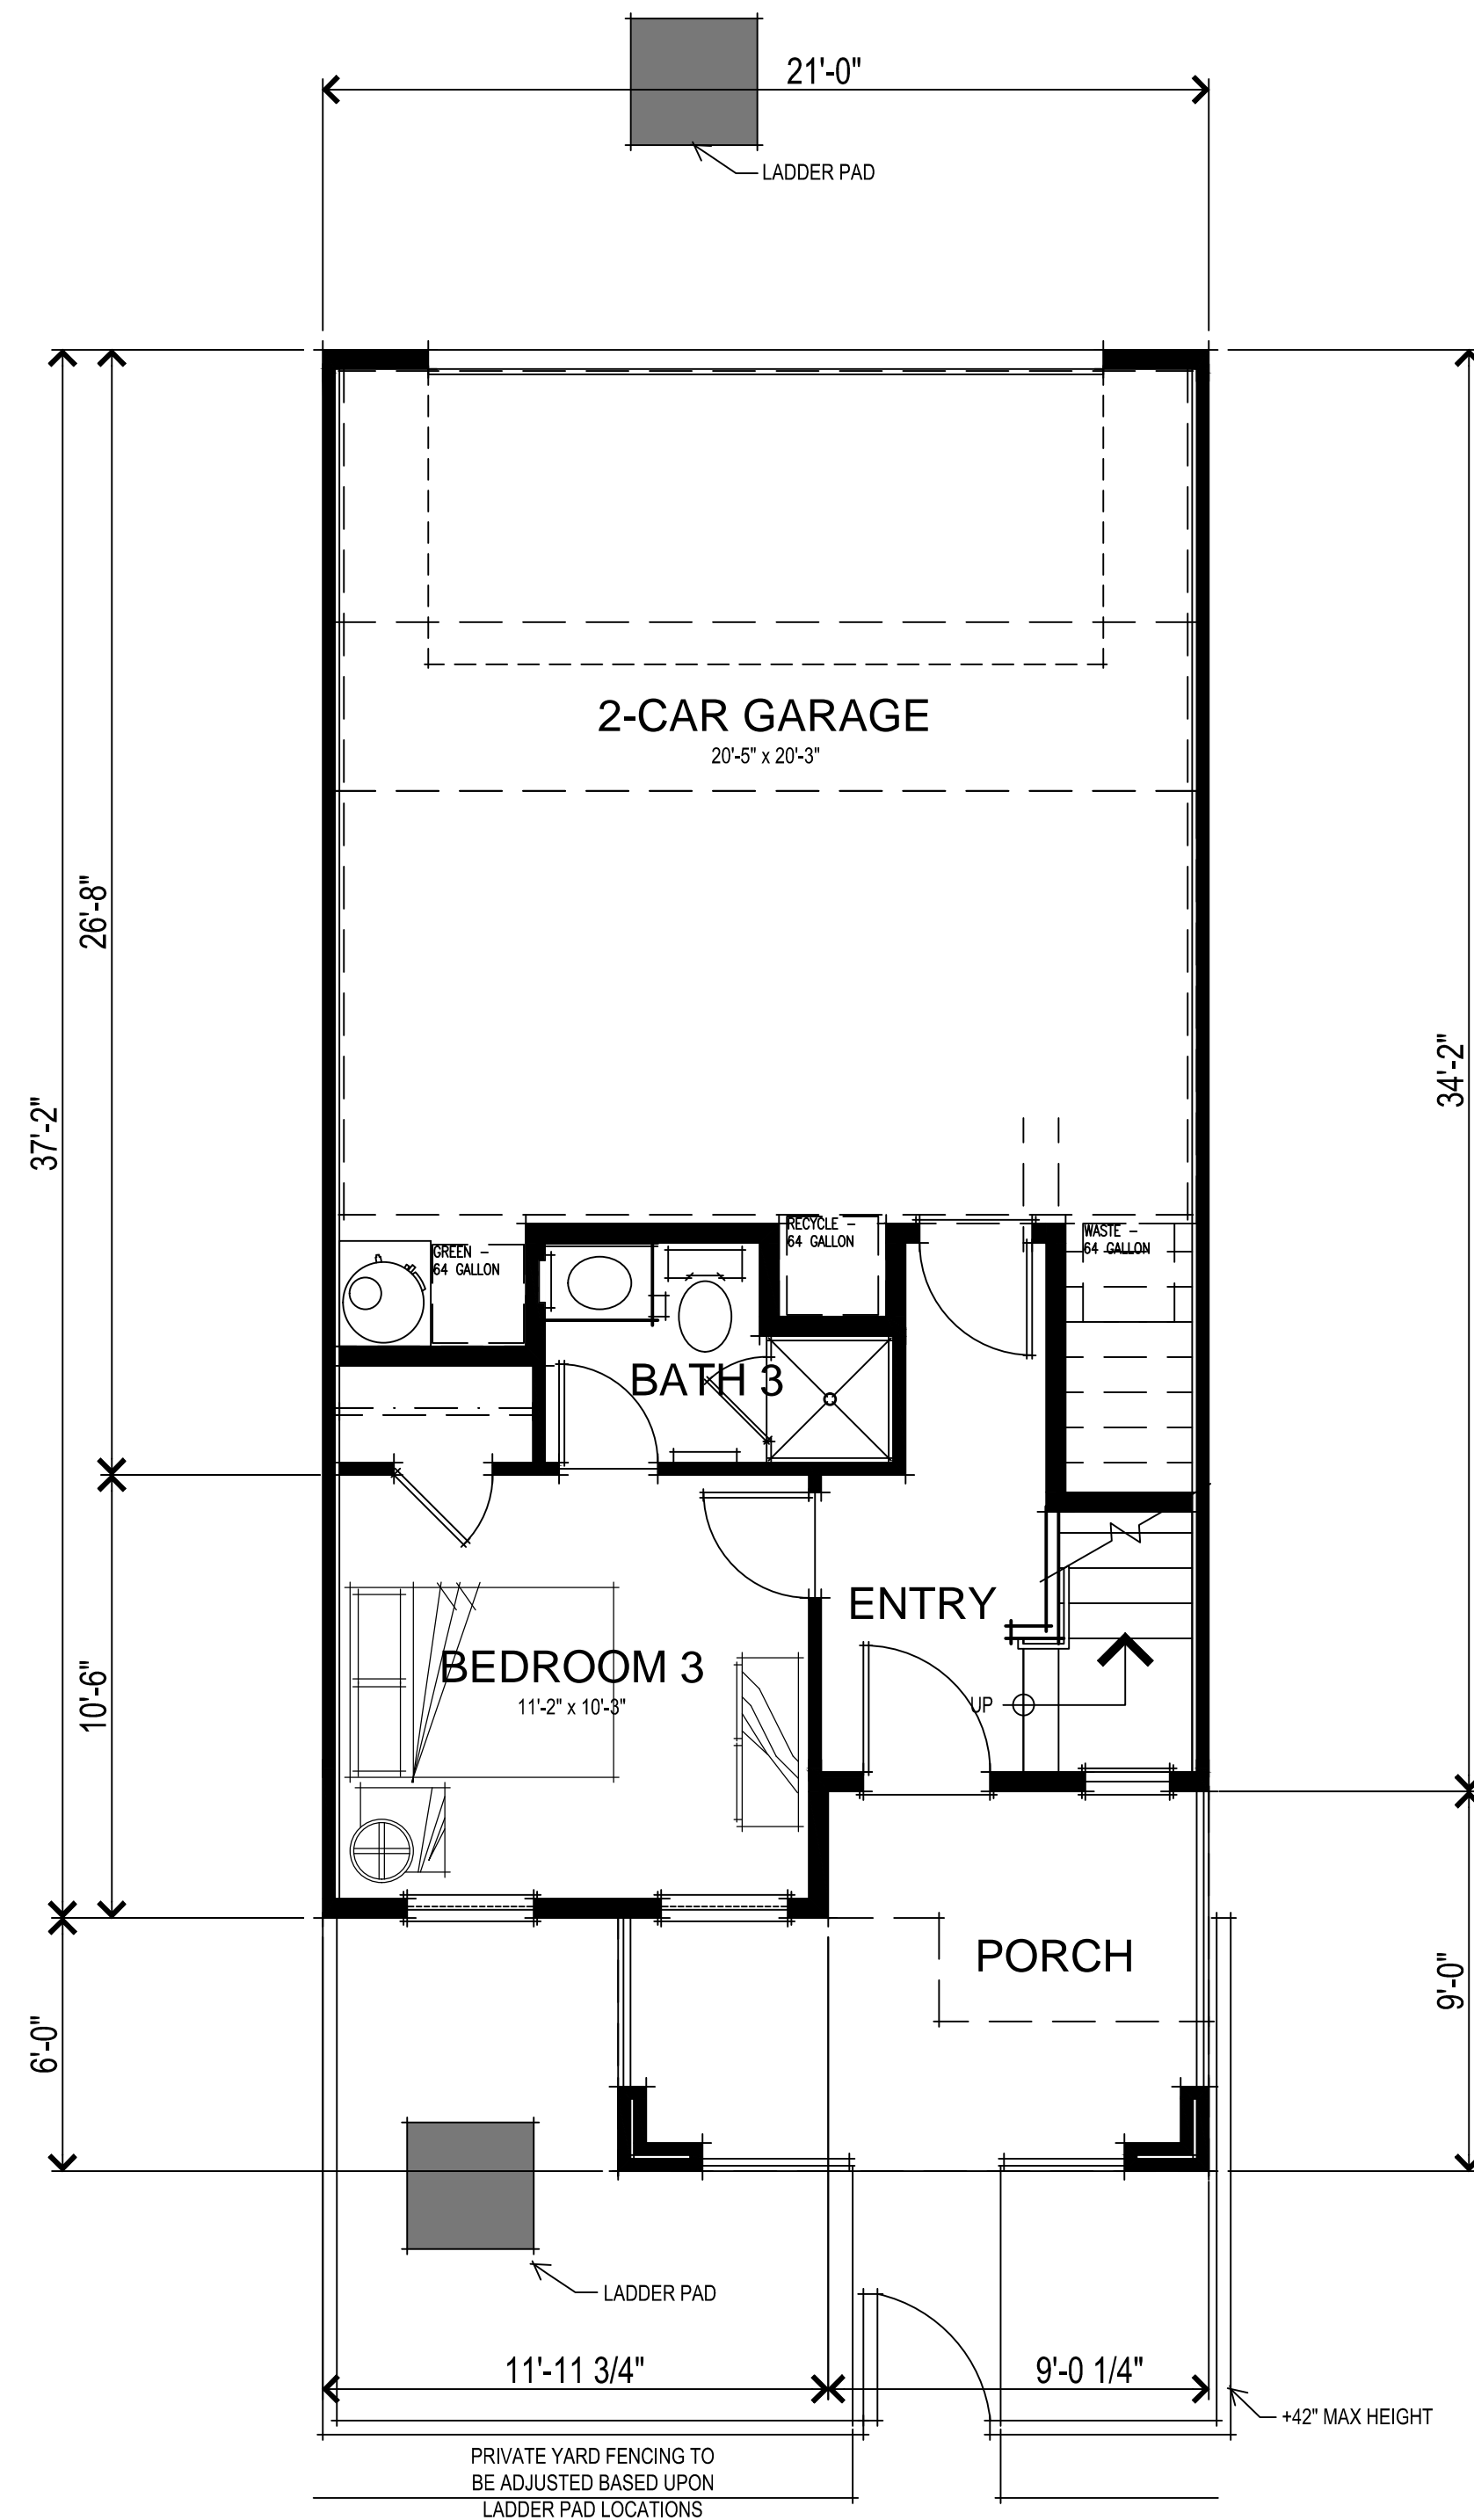 21'-0"
LADDER PAD
2-CAR GARAGE
20'-5" x 20'-3"
26'-8"
37'-2"
34'-2"
RECYCLE –
64 GALLON
WASTE –
64 GALLON
GREEN –
64 GALLON
BATH 3
ENTRY
BEDROOM 3
11'-2" x 10'-3"
10'-6"
UP
PORCH
9'-0"
6'-0"
LADDER PAD
11'-11 3/4"
9'-0 1/4"
+42" MAX HEIGHT
PRIVATE YARD FENCING TO
BE ADJUSTED BASED UPON
LADDER PAD LOCATIONS